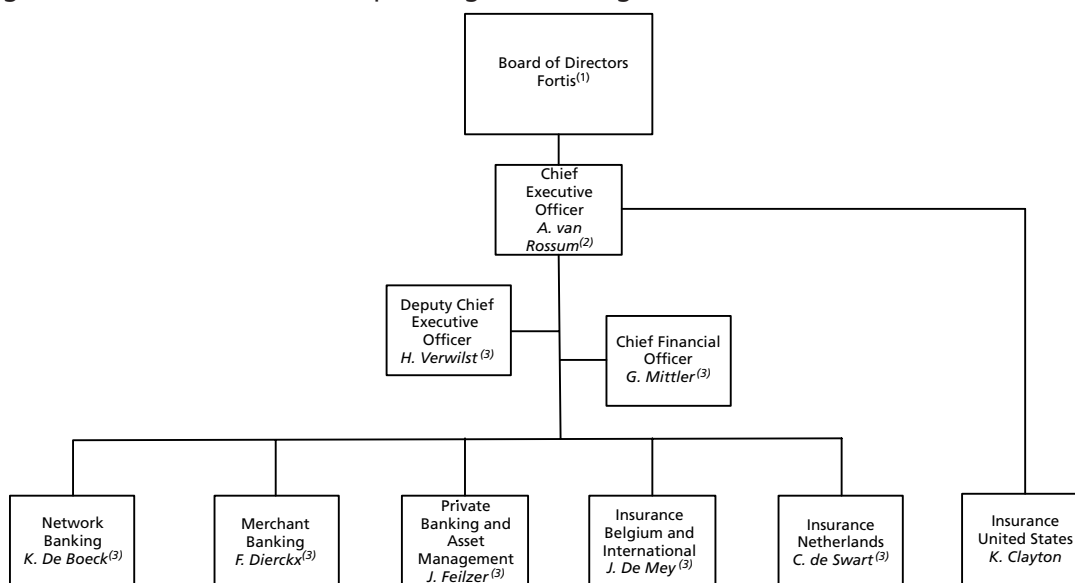 Board of Directors
Fortis(1)
Chief
Executive
Officer
A. van
Rossum(2)
Deputy Chief
Executive
Officer
H. Verwilst (3)
Chief Financial
Officer
G. Mittler (3)
Network
Banking
K. De Boeck(3)
Merchant
Banking
F. Dierckx(3)
Private
Banking and
Asset
Management
J. Feilzer (3)
Insurance
Belgium and
International
J. De Mey (3)
Insurance
Netherlands
C. de Swart (3)
Insurance
United States
K. Clayton